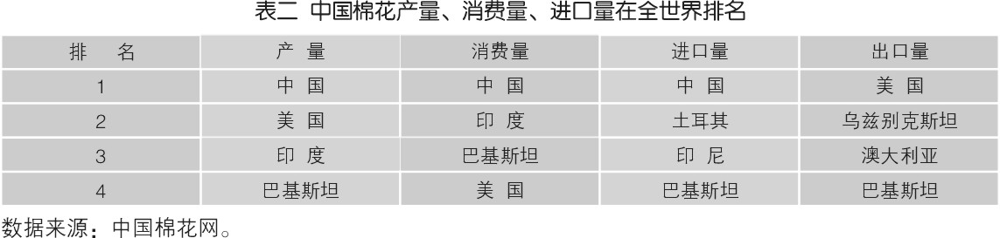 表二 中国棉花产量、消费量、进口量在全世界排名
排 名 产 量 消费量 进口量 出口量
1 中 国 中 国 中 国 美 国
2 美 国 印 度 土耳其 乌兹别克斯坦
3 印 度 巴基斯坦 印 尼 澳大利亚
4 巴基斯坦 美 国 巴基斯坦 巴基斯坦
数据来源：中国棉花网。